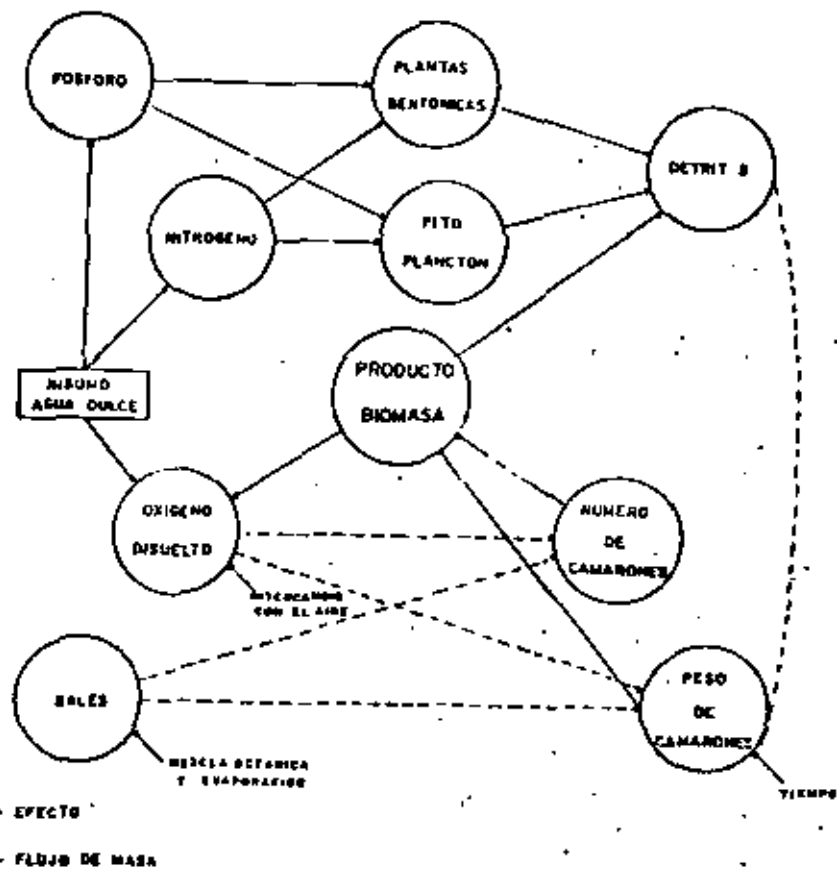 FOSFORO
PLANTAS
BENTONICAS
DETRIT S
NITROGENO
FITO
PLANCTON
INSUMO
AGUA DULCE
PRODUCTO
BIOMASA
OXIGENO
DISUELTO
NUMERO
DE
CAMARONES
INTERCAMBIO
CON EL AIRE
SALES
PESO
DE
CAMARONES
MEZCLA OCEANICA
Y EVAPORACION
TIEMPO
EFECTO
FLUJO DE MASA